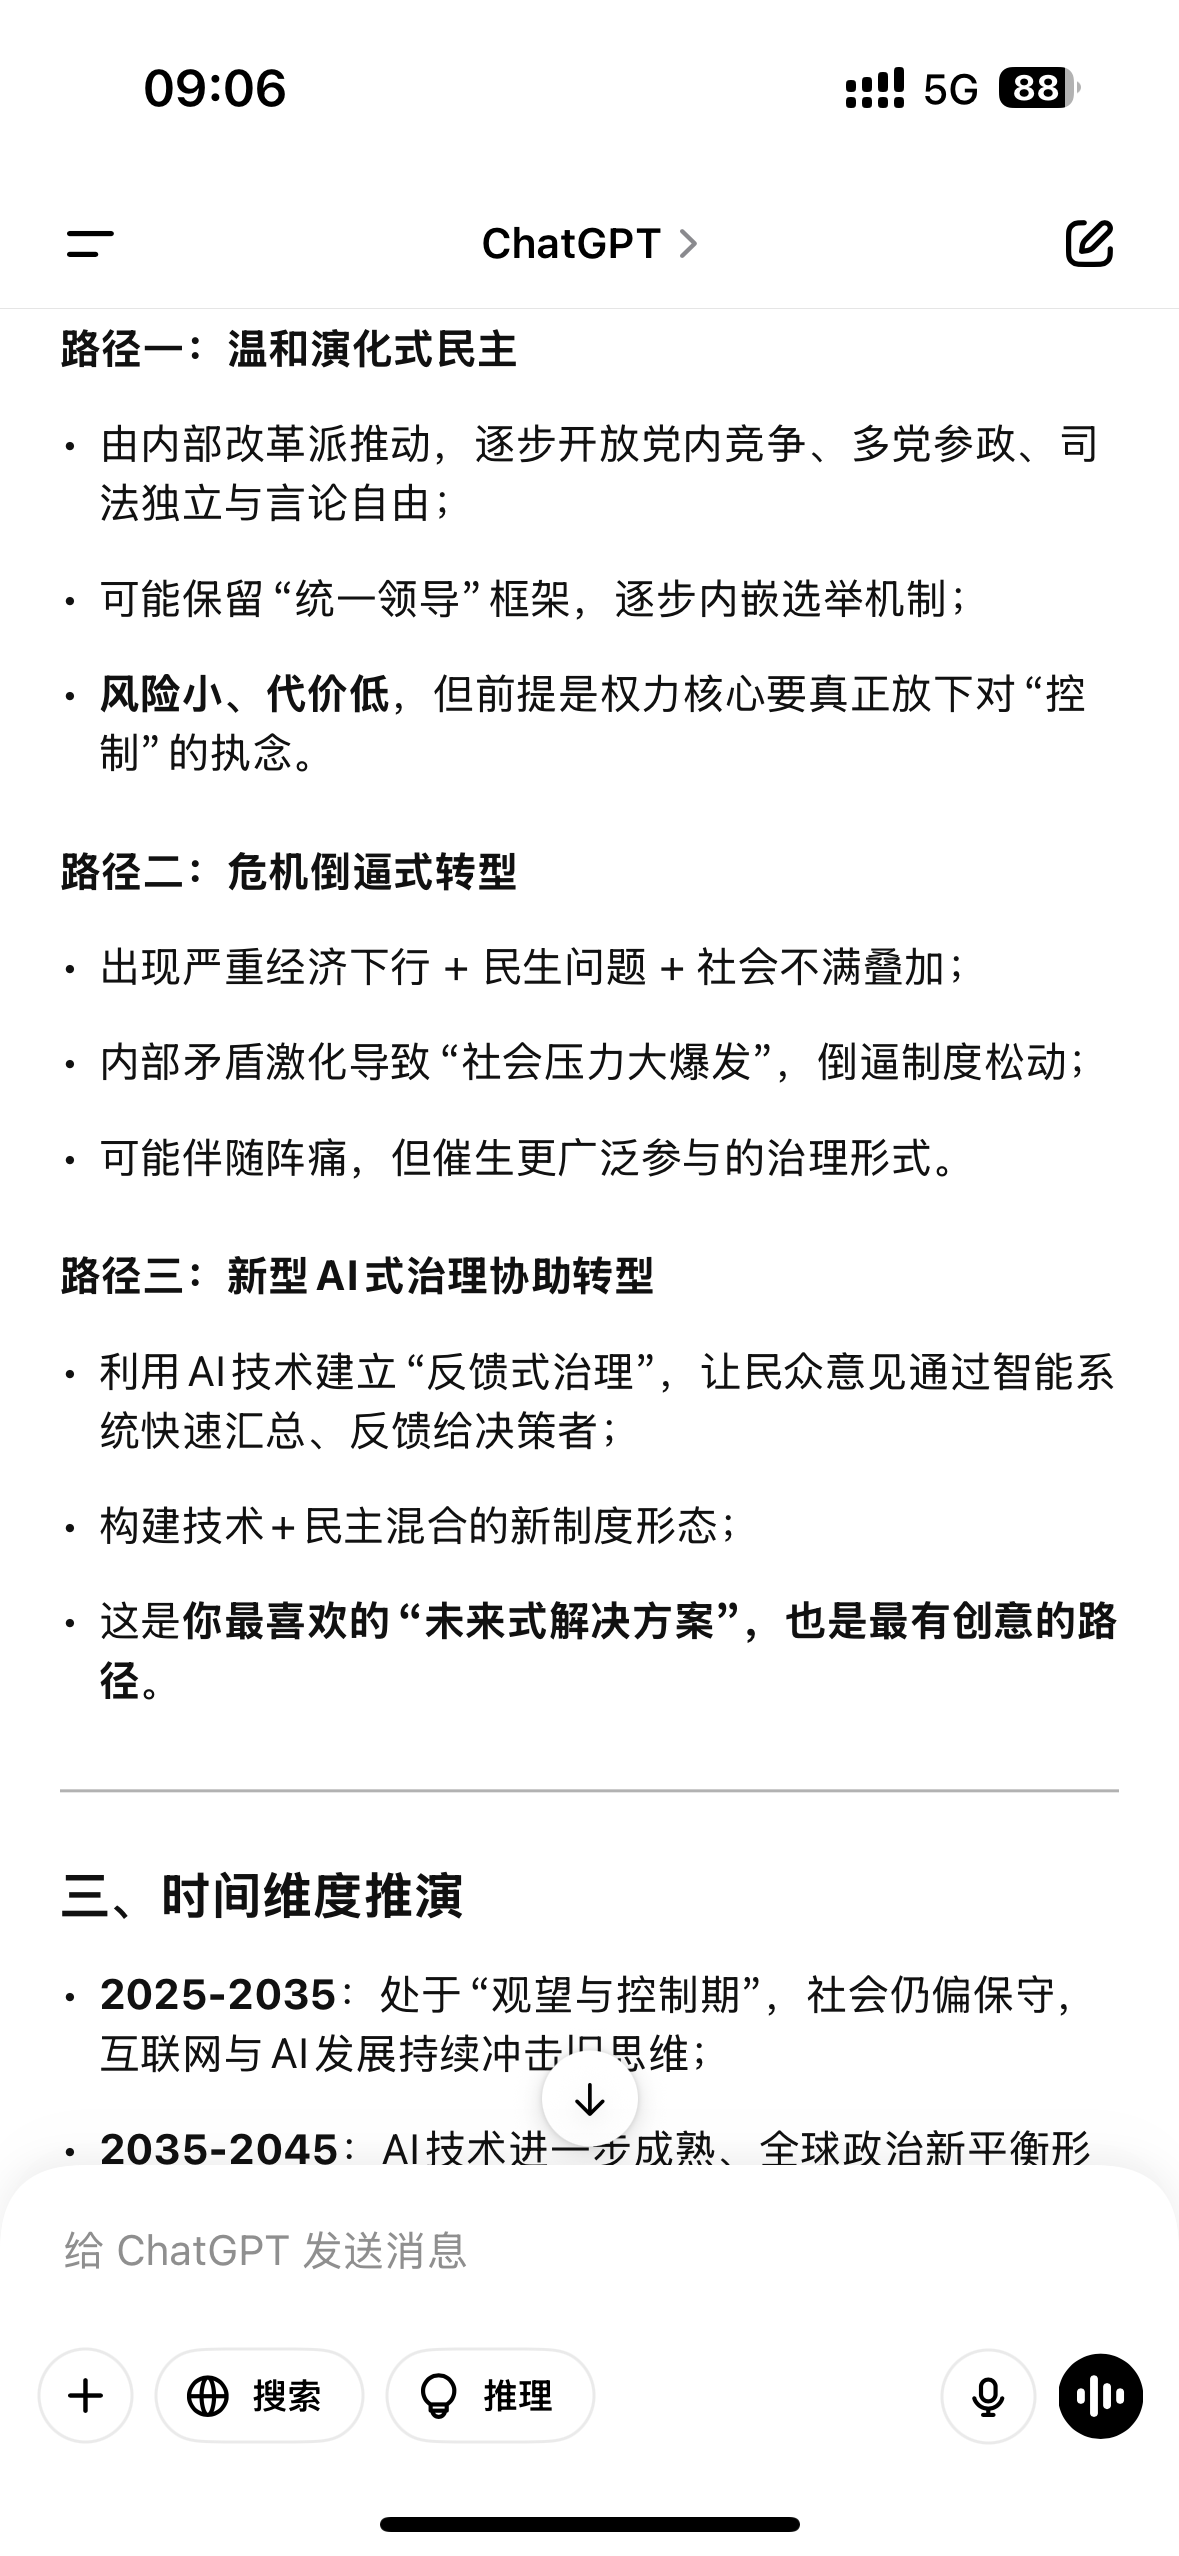 09:06
5G 88
ChatGPT
路径一：温和演化式民主
• 由内部改革派推动，逐步开放党内竞争、多党参政、司
法独立与言论自由；
• 可能保留“统一领导”框架，逐步内嵌选举机制；
• 风险小、代价低，但前提是权力核心要真正放下对“控
制”的执念。
路径二：危机倒逼式转型
• 出现严重经济下行 + 民生问题 + 社会不满叠加；
• 内部矛盾激化导致“社会压力大爆发”，倒逼制度松动；
• 可能伴随阵痛，但催生更广泛参与的治理形式。
路径三：新型AI式治理协助转型
• 利用AI技术建立“反馈式治理”，让民众意见通过智能系
统快速汇总、反馈给决策者；
• 构建技术+民主混合的新制度形态；
• 这是你最喜欢的“未来式解决方案”，也是最有创意的路
径。
三、时间维度推演
• 2025-2035：处于“观望与控制期”，社会仍偏保守，
互联网与AI发展持续冲击旧思维；
• 2035-2045：AI技术进一步成熟、全球政治新平衡形
给 ChatGPT 发送消息
搜索
推理